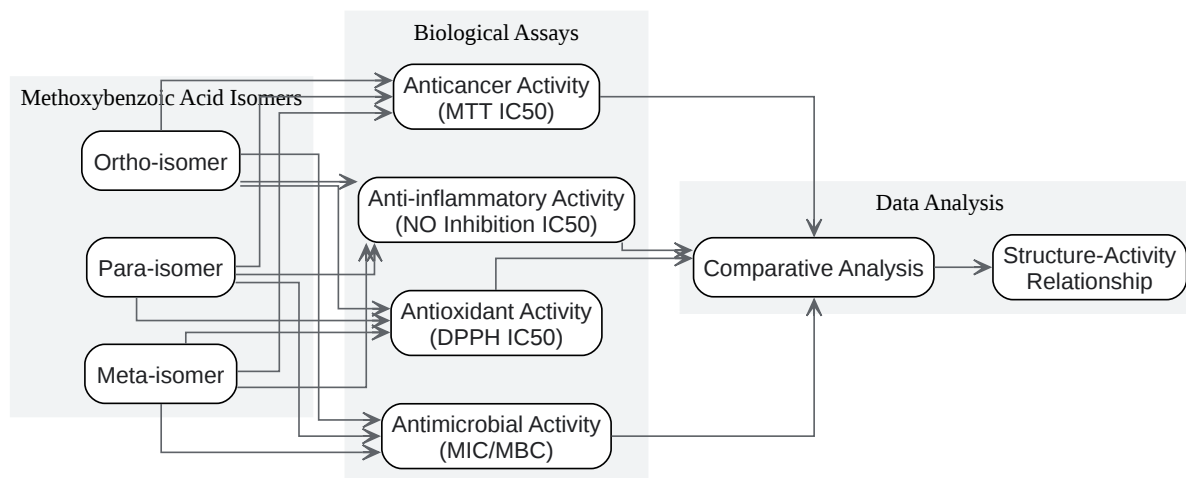 Methoxybenzoic Acid Isomers
Ortho-isomer
Para-isomer
Meta-isomer
Biological Assays
Anticancer Activity
(MTT IC50)
Anti-inflammatory Activity
(NO Inhibition IC50)
Antioxidant Activity
(DPPH IC50)
Antimicrobial Activity
(MIC/MBC)
Data Analysis
Comparative Analysis
Structure-Activity
Relationship